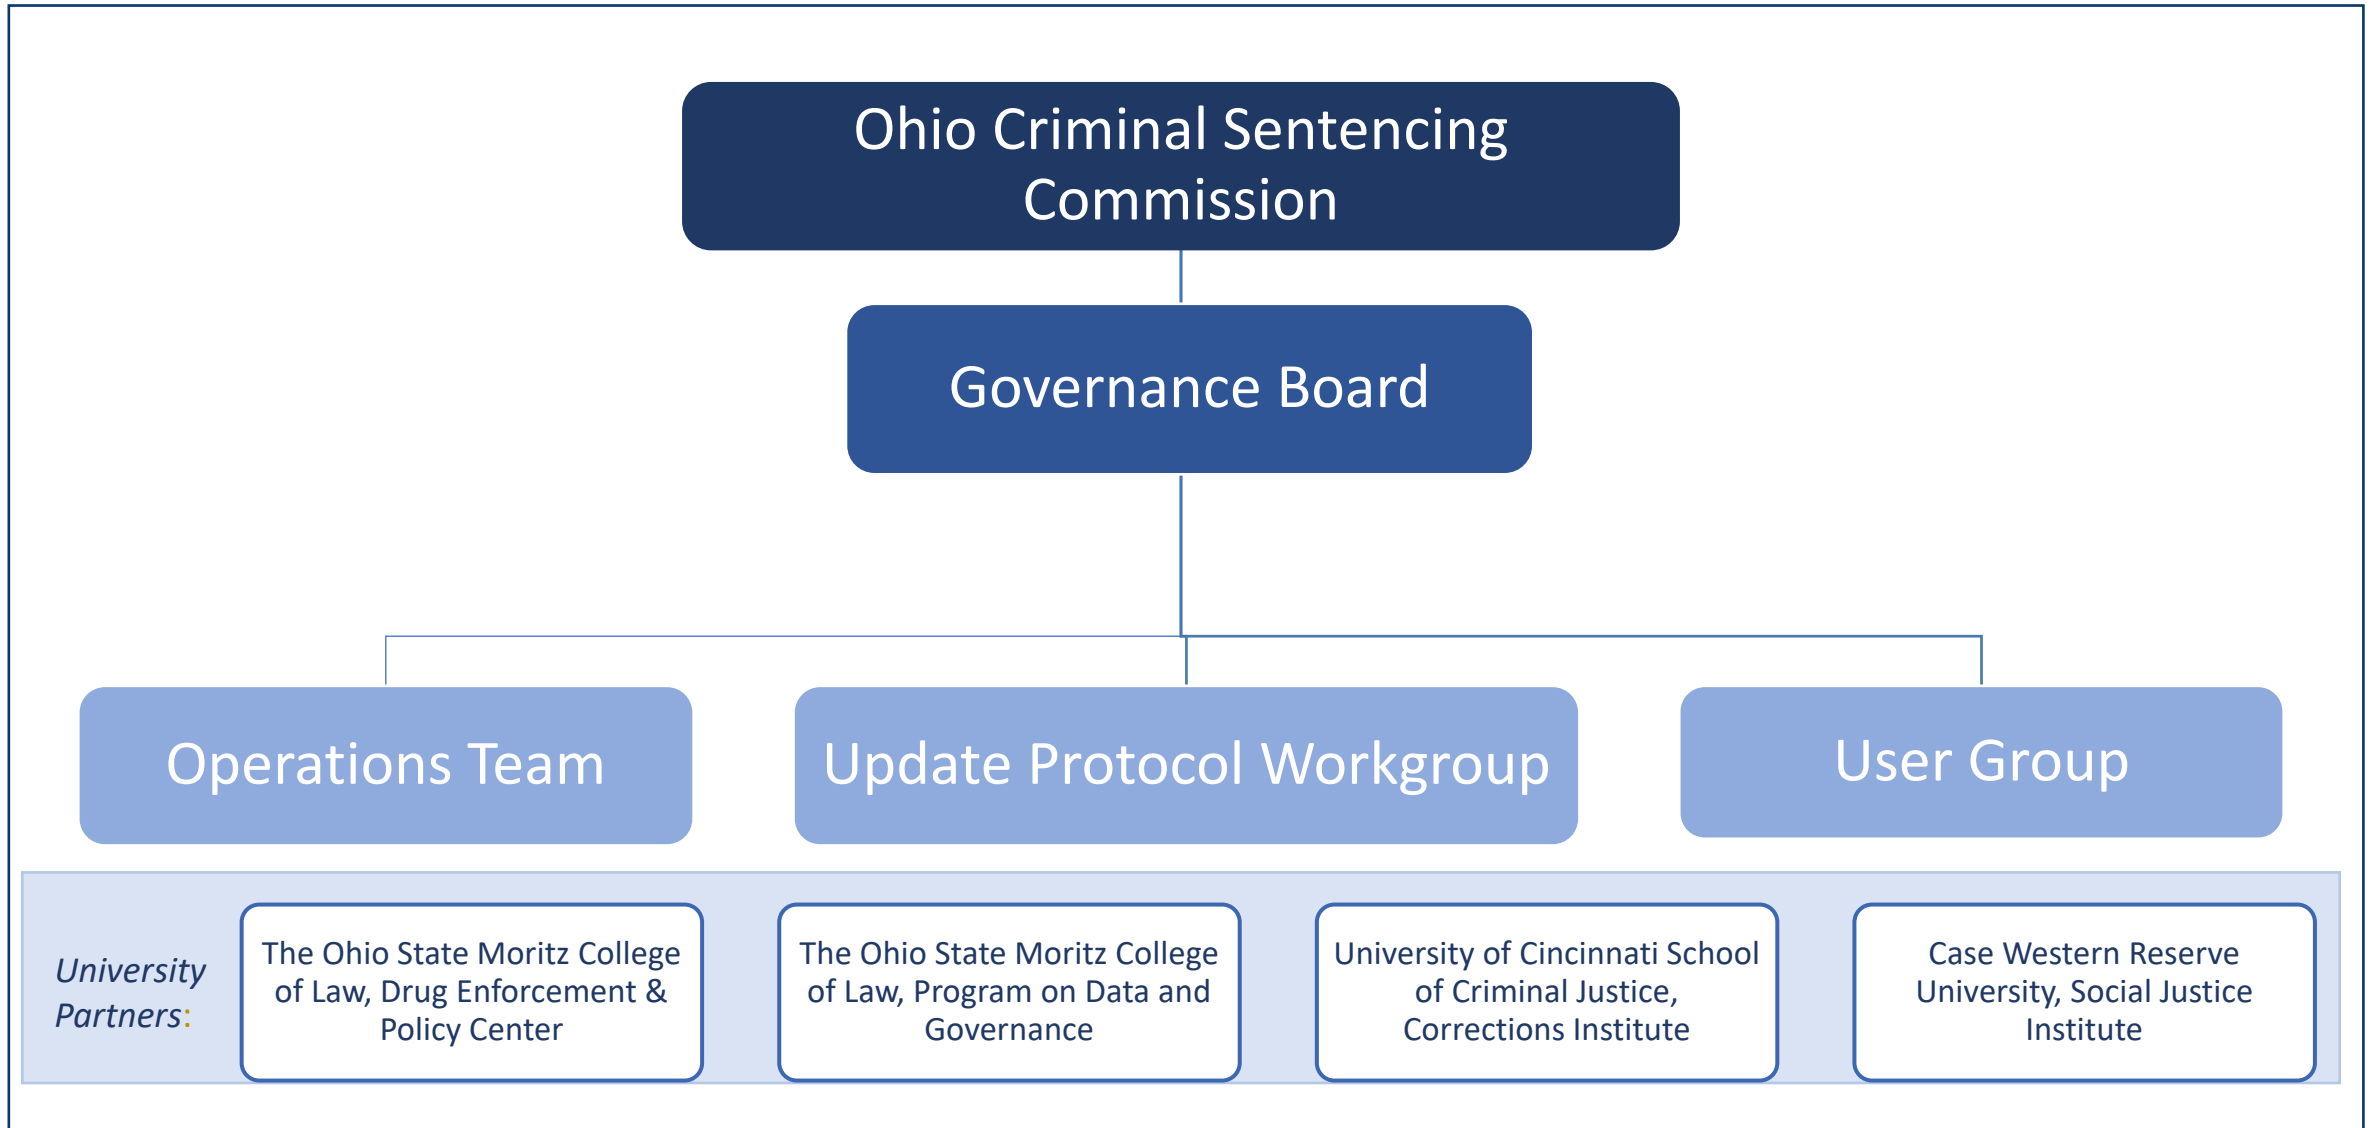 Ohio Criminal Sentencing
Commission
Governance Board
Operations Team
Update Protocol Workgroup
User Group
University
Partners:
The Ohio State Moritz College
of Law, Drug Enforcement &
Policy Center
The Ohio State Moritz College
of Law, Program on Data and
Governance
University of Cincinnati School
of Criminal Justice,
Corrections Institute
Case Western Reserve
University, Social Justice
Institute